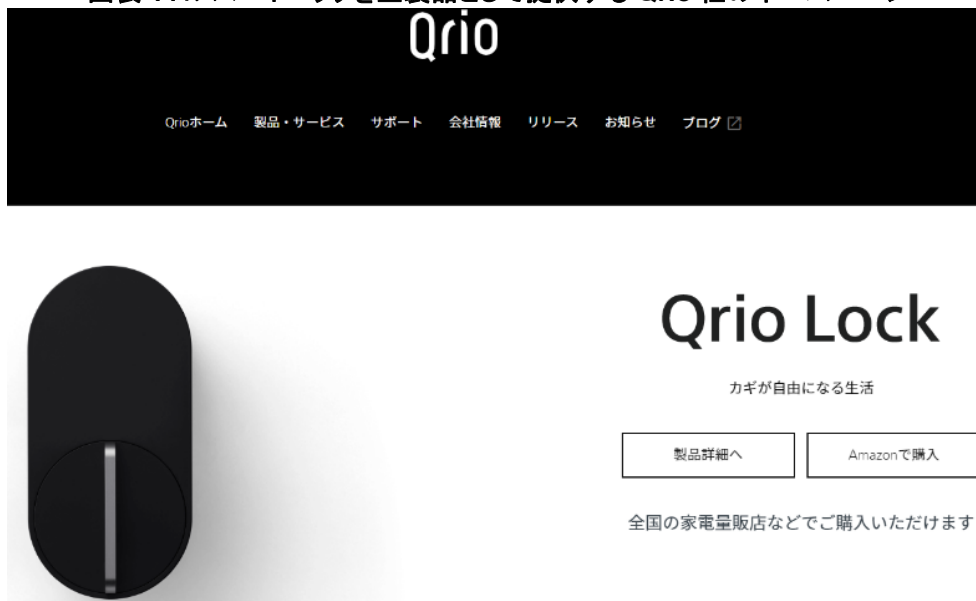 Qrio
Qrioホーム 製品・サービス サポート 会社情報 リリース お知らせ ブログ
Qrio Lock
カギが自由になる生活
製品詳細へ Amazonで購入
全国の家電量販店などでご購入いただけます